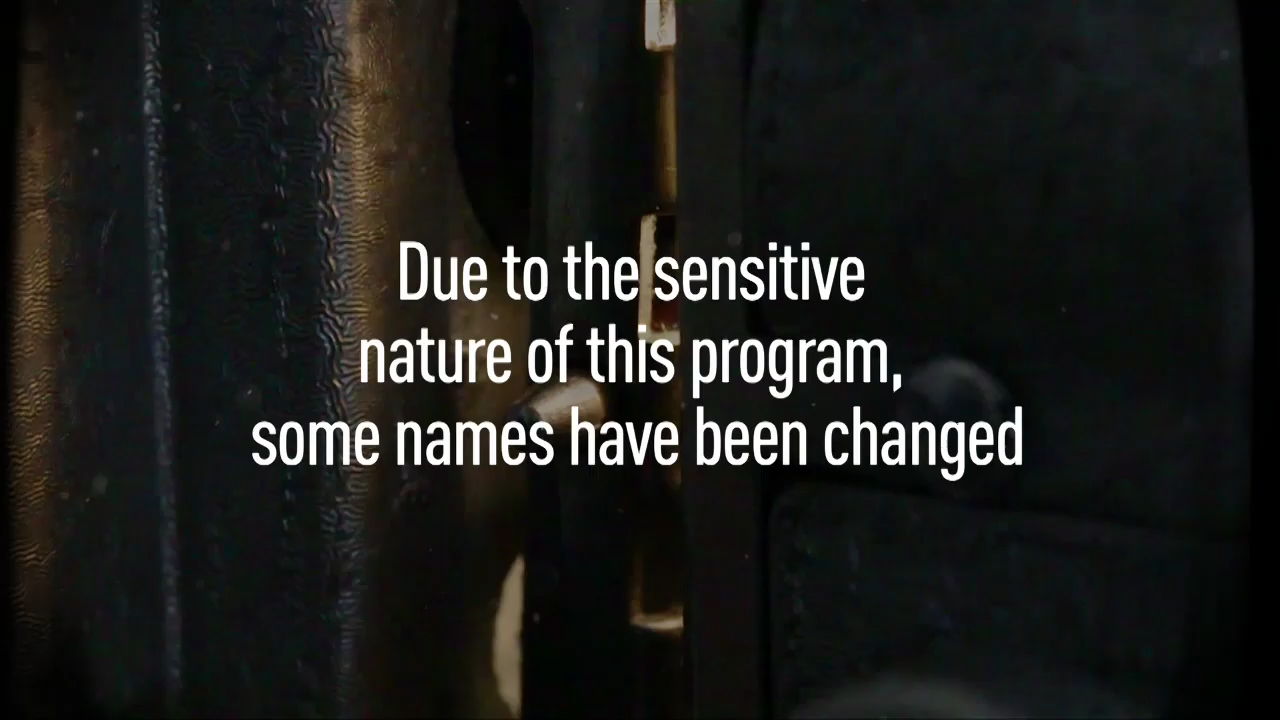 Due to the sensitive
nature of this program,
some names have been changed